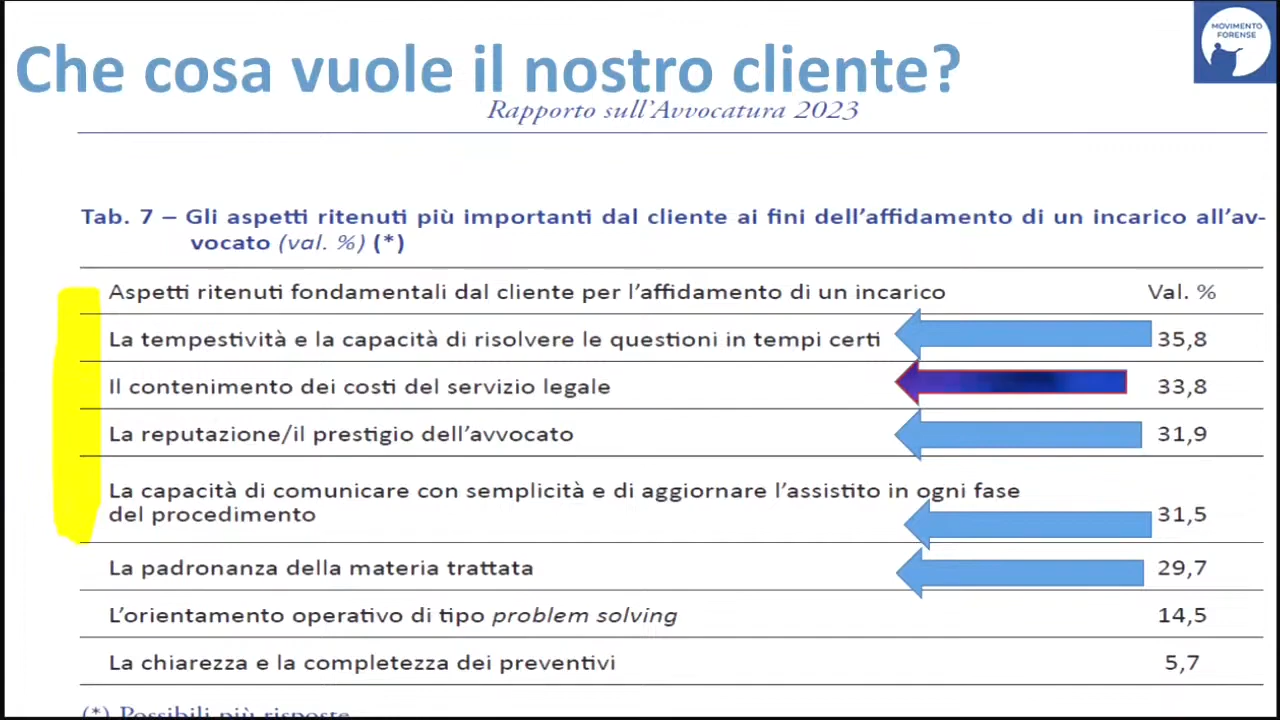 MOVIMENTO
FORENSE
Che cosa vuole il nostro cliente?
Rapporto sull'Avvocatura 2023
Tab. 7 – Gli aspetti ritenuti più importanti dal cliente ai fini dell'affidamento di un incarico all'av-
vocato (val. %) (*)
Aspetti ritenuti fondamentali dal cliente per l'affidamento di un incarico Val. %
La tempestività e la capacità di risolvere le questioni in tempi certi 35,8
Il contenimento dei costi del servizio legale 33,8
La reputazione/il prestigio dell'avvocato 31,9
La capacità di comunicare con semplicità e di aggiornare l'assistito in ogni fase
del procedimento 31,5
La padronanza della materia trattata 29,7
L'orientamento operativo di tipo problem solving 14,5
La chiarezza e la completezza dei preventivi 5,7
(*) Possibili più risposte